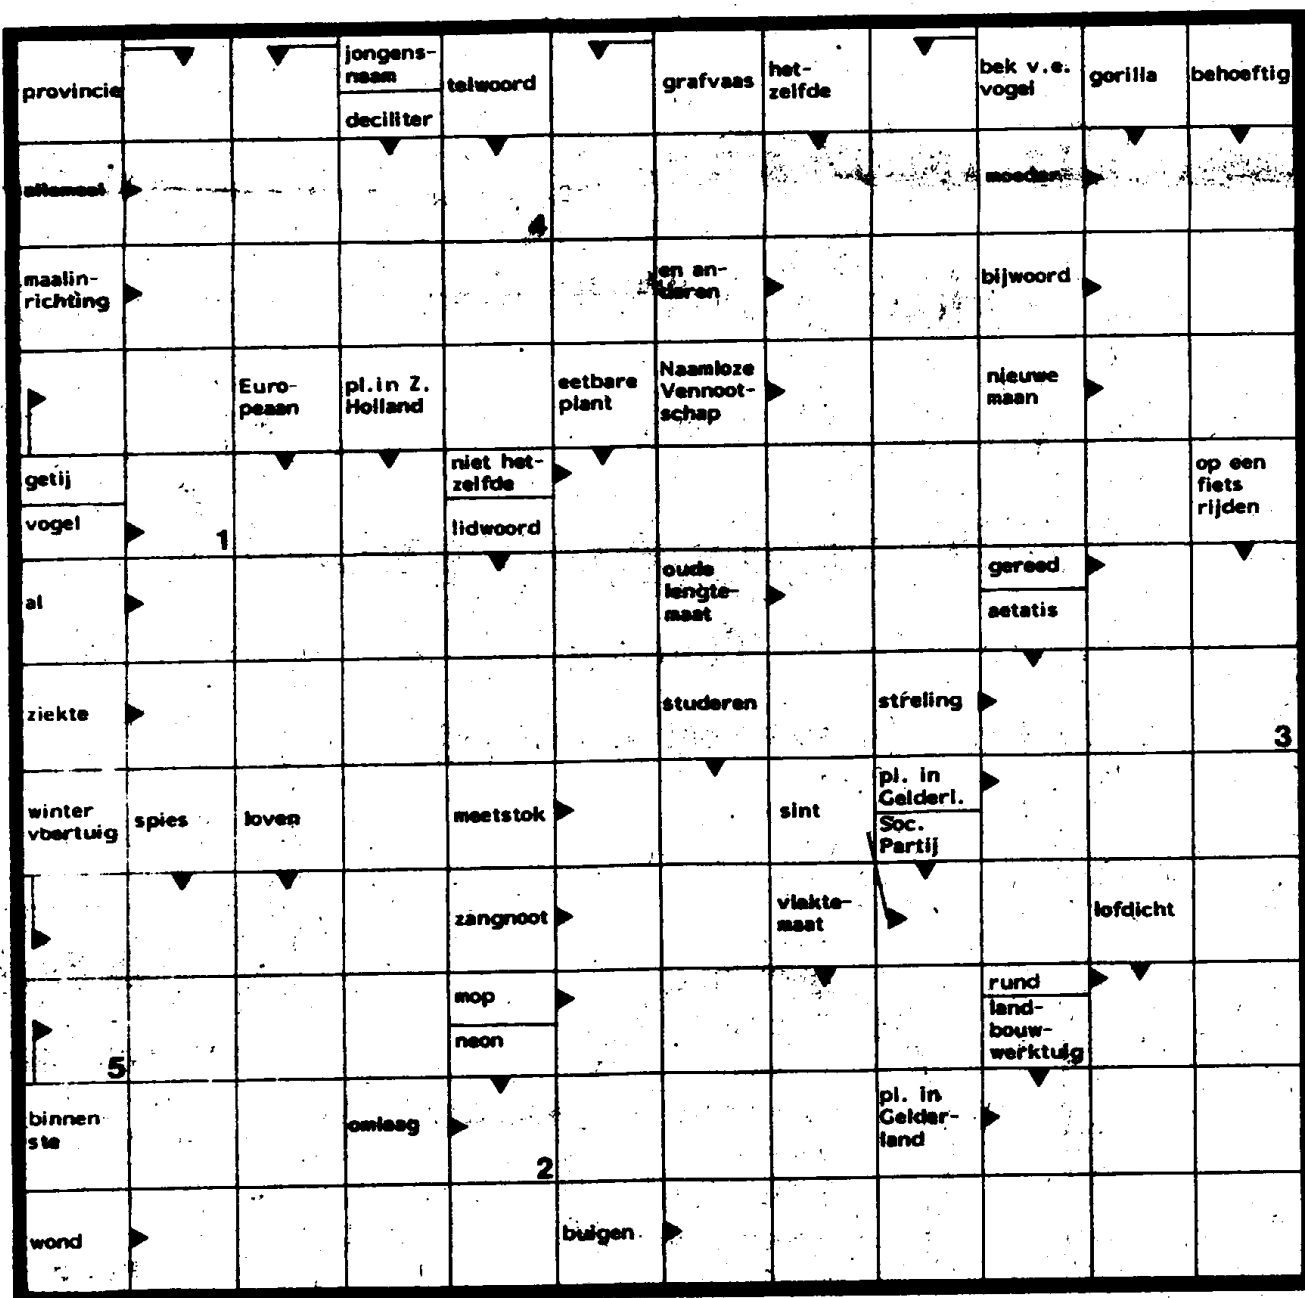 provincie
jongens-
naam
deciliter
telwoord
grafvaas
het-
zelfde
bek v.e.
vogel
gorilla
behoeftig
allemaal
4
moeder
maalin-
richting
en an-
deren
bijwoord
Euro-
peaan
pl.in Z.
Holland
eetbare
plant
Naamloze
Vennoot-
schap
nieuwe
maan
getij
vogel
1
niet het-
zelfde
lidwoord
op een
fiets
rijden
al
oude
lengte-
maat
gereed
aetatis
ziekte
studeren
streling
3
winter
voertuig
spies
loven
meetstok
sint
pl. in
Gelderl.
Soc.
Partij
zangnoot
vlakte-
maat
lofdicht
5
mop
neon
rund
land-
bouw-
werktuig
binnen
ste
omlaag
2
pl. in
Gelder-
land
wond
buigen